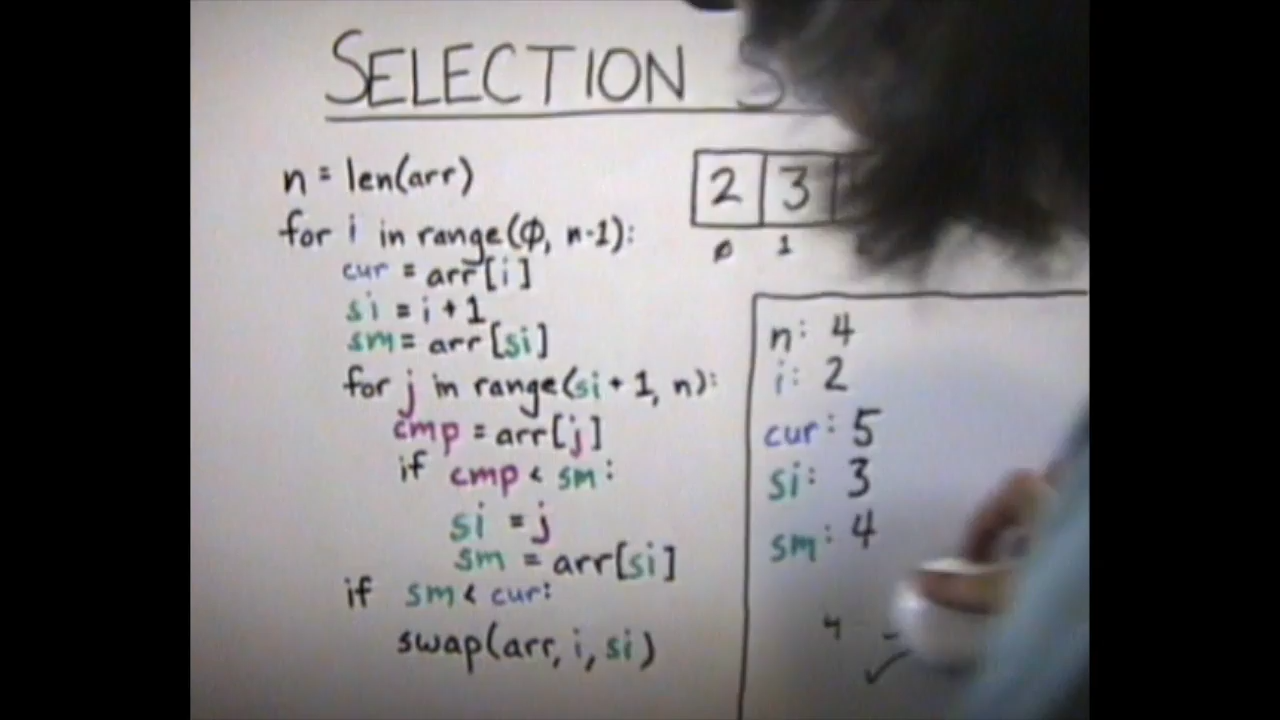 SELECTION
n = len(arr)
for i in range(0, n-1):
cur = arr[i]
si = i + 1
sm = arr[si]
for j in range(si + 1, n):
cmp = arr[j]
if cmp < sm:
si = j
sm = arr[si]
if sm < cur:
swap(arr, i, si)
2 3
0 1
n: 4
i: 2
cur: 5
si: 3
sm: 4